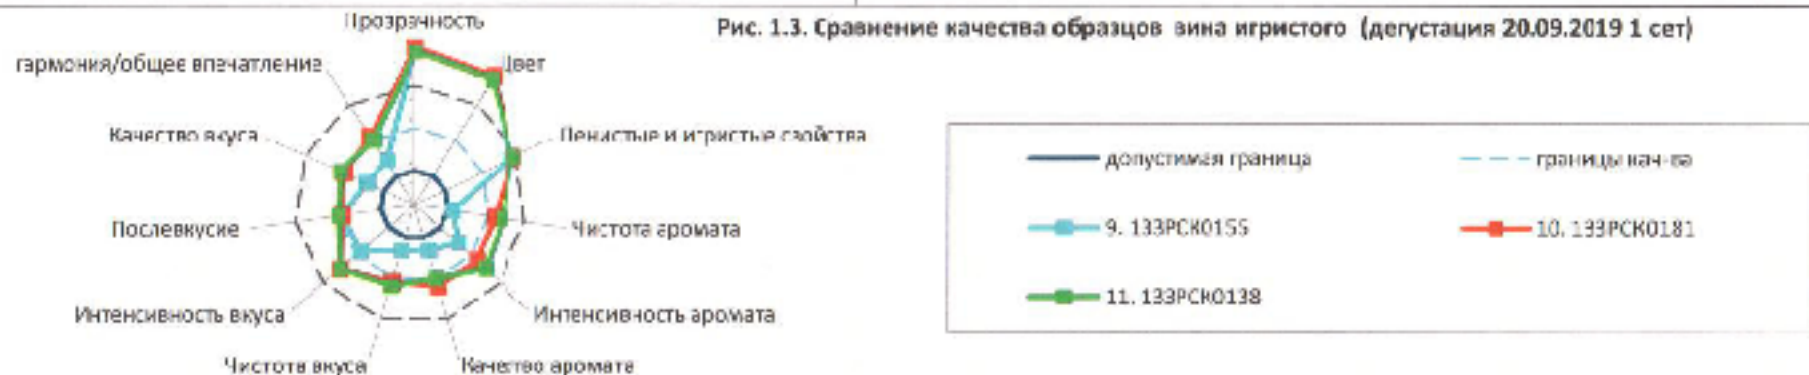 Рис. 1.3. Сравнение качества образцов вина игристого (дегустация 20.09.2019 1 сет)
Прозрачность
Цвет
Пенистые и игристые свойства
Чистота аромата
Интенсивность аромата
Качество аромата
Чистота вкуса
Интенсивность вкуса
Послевкусие
Качество вкуса
гармония/общее впечатление
допустимая граница
границы кач-ва
9. 133РСК0155
10. 133РСК0181
11. 133РСК0138